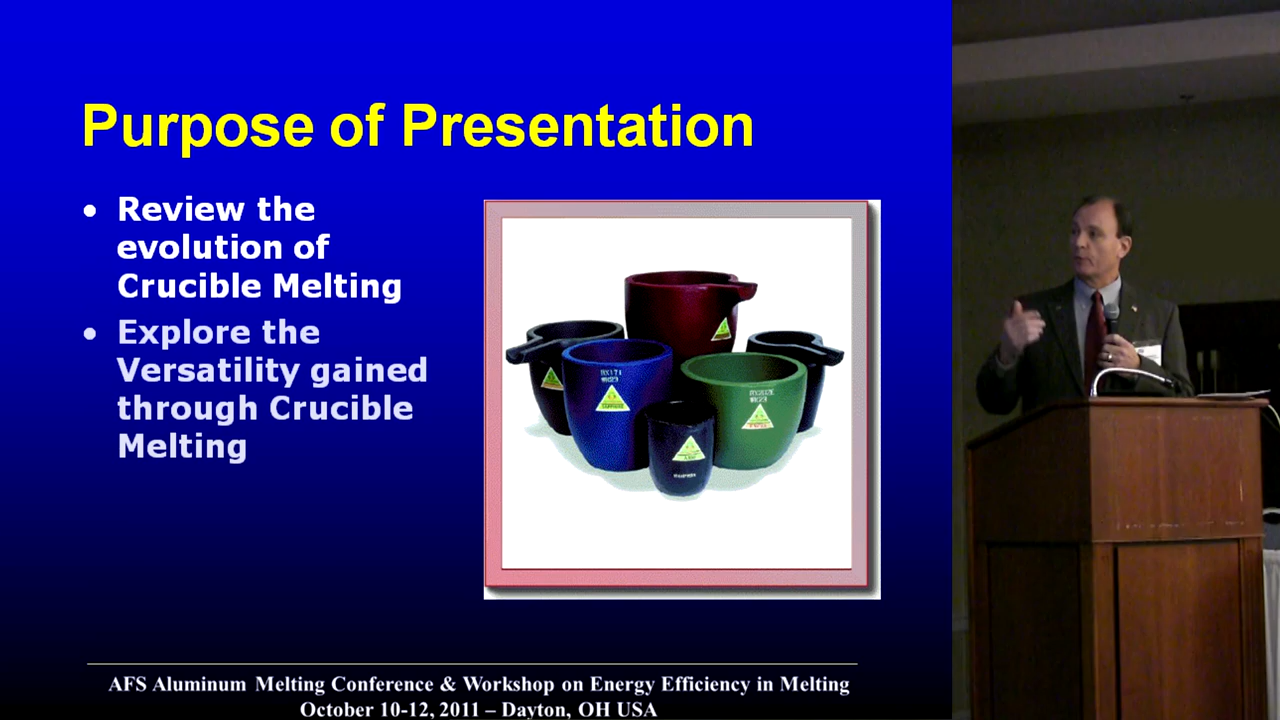 Purpose of Presentation
• Review the
evolution of
Crucible Melting
• Explore the
Versatility gained
through Crucible
Melting
AFS Aluminum Melting Conference & Workshop on Energy Efficiency in Melting
October 10-12, 2011 – Dayton, OH USA